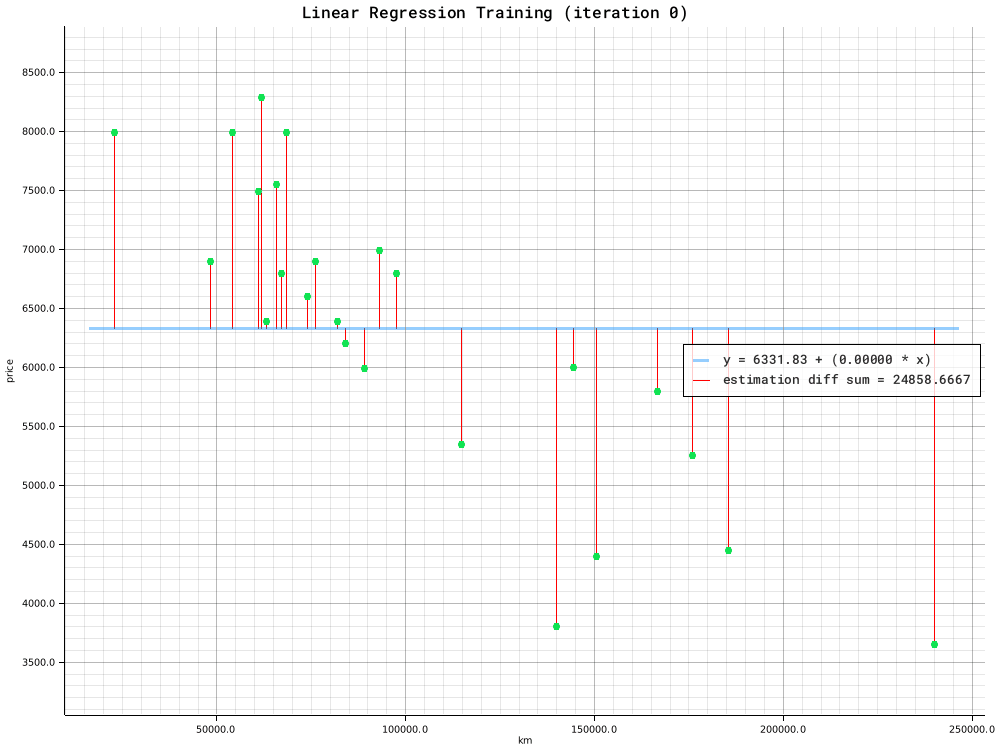 Linear Regression Training (iteration 0)
8500.0
8000.0
7500.0
7000.0
6500.0
6000.0
5500.0
5000.0
4500.0
4000.0
3500.0
price
y = 6331.83 + (0.00000 * x)
estimation diff sum = 24858.6667
50000.0 100000.0 150000.0 200000.0 250000.0
km